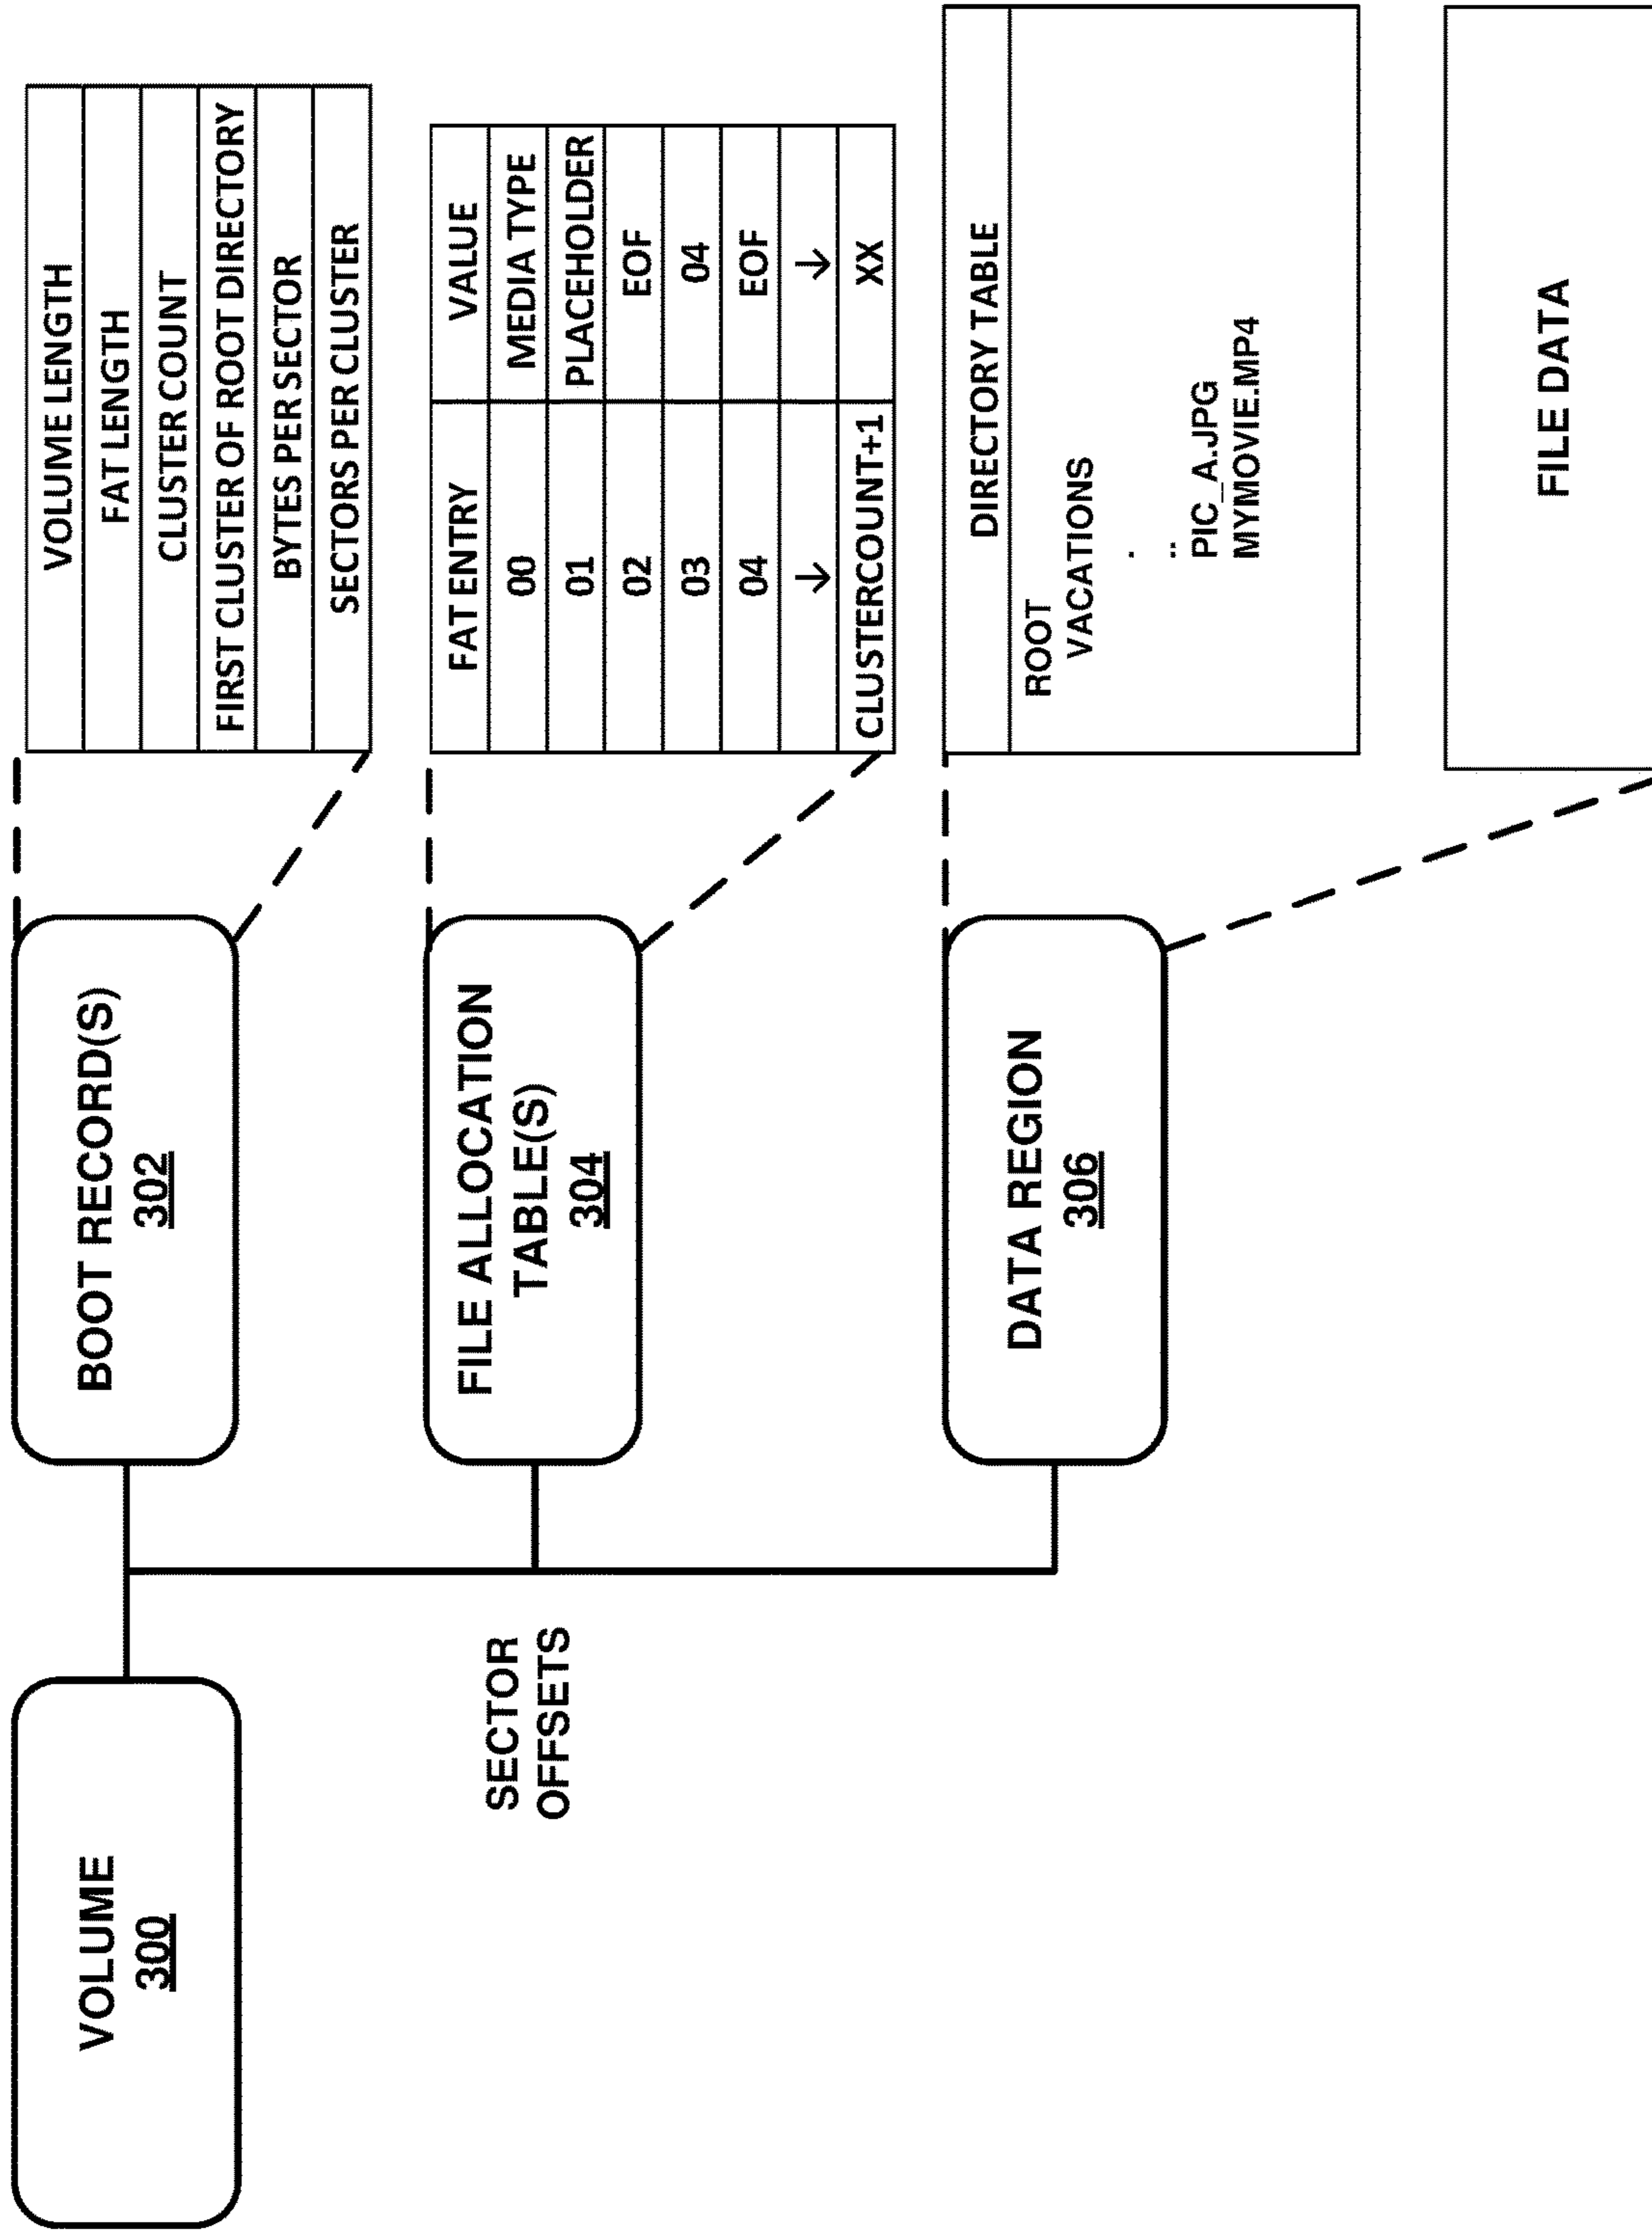 VOLUME
300
SECTOR
OFFSETS
BOOT RECORD(S)
302
FILE ALLOCATION
TABLE(S)
304
DATA REGION
306
VOLUME LENGTH
FAT LENGTH
CLUSTER COUNT
FIRST CLUSTER OF ROOT DIRECTORY
BYTES PER SECTOR
SECTORS PER CLUSTER
FAT ENTRY VALUE
00 MEDIA TYPE
01 PLACEHOLDER
02 EOF
03 04
04 EOF
↓ ↓
CLUSTERCOUNT+1 XX
DIRECTORY TABLE
ROOT
VACATIONS
.
..
PIC_A.JPG
MYMOVIE.MP4
FILE DATA